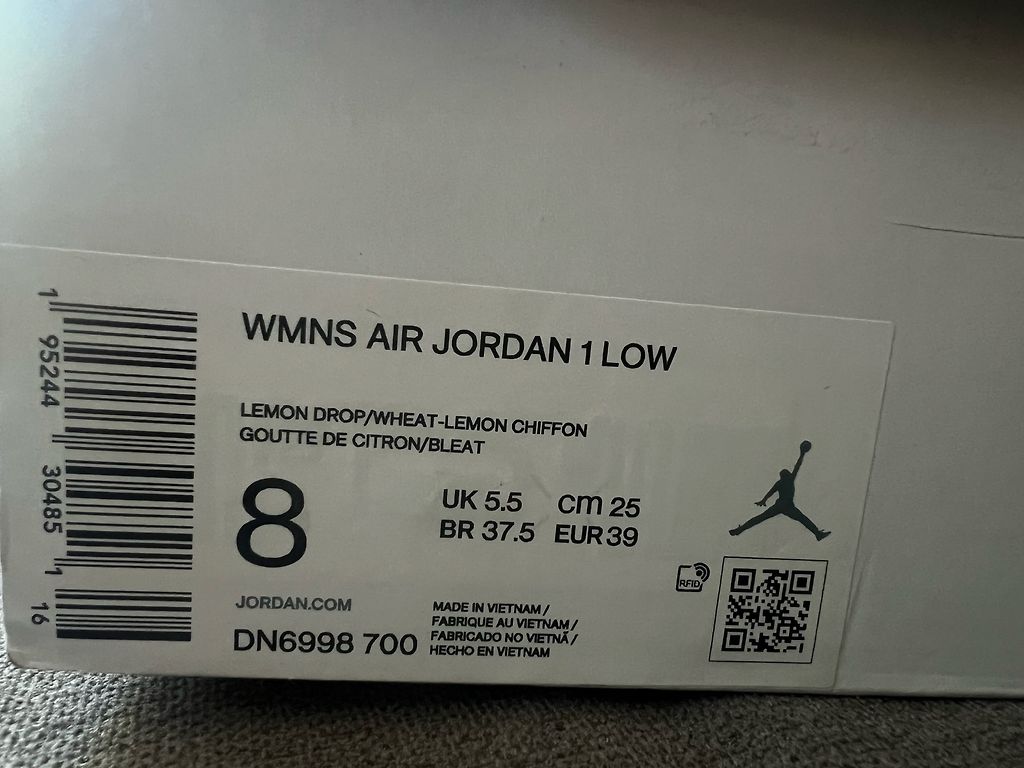 WMNS AIR JORDAN 1 LOW
LEMON DROP/WHEAT-LEMON CHIFFON
GOUTTE DE CITRON/BLEAT
8
UK 5.5 cm 25
BR 37.5 EUR 39
RFID
JORDAN.COM
DN6998 700
MADE IN VIETNAM /
FABRIQUE AU VIETNAM /
FABRICADO NO VIETNÃ /
HECHO EN VIETNAM
1 95244 30485 1 16